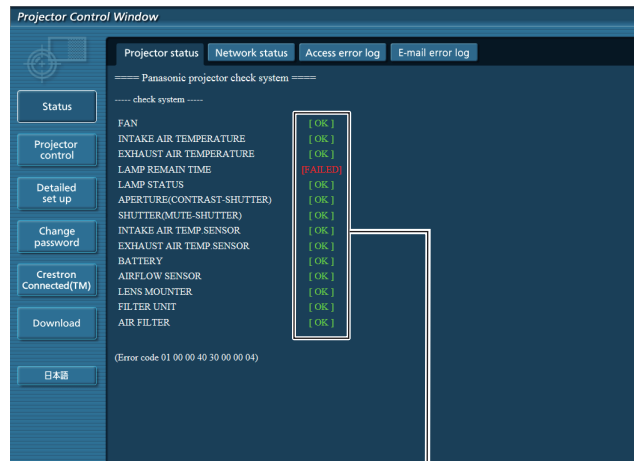 Projector Control Window
Projector status Network status Access error log E-mail error log
==== Panasonic projector check system ====
----- check system -----
FAN [ OK ]
INTAKE AIR TEMPERATURE [ OK ]
EXHAUST AIR TEMPERATURE [ OK ]
LAMP REMAIN TIME [FAILED]
LAMP STATUS [ OK ]
APERTURE(CONTRAST-SHUTTER) [ OK ]
SHUTTER(MUTE-SHUTTER) [ OK ]
INTAKE AIR TEMP.SENSOR [ OK ]
EXHAUST AIR TEMP.SENSOR [ OK ]
BATTERY [ OK ]
AIRFLOW SENSOR [ OK ]
LENS MOUNTER [ OK ]
FILTER UNIT [ OK ]
AIR FILTER [ OK ]
(Error code 01 00 00 40 30 00 00 04)
Status
Projector
control
Detailed
set up
Change
password
Crestron
Connected(TM)
Download
日本語